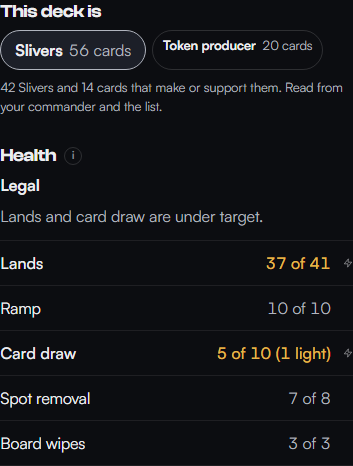 This deck is
Slivers 56 cards Token producer 20 cards
42 Slivers and 14 cards that make or support them. Read from
your commander and the list.
Health i
Legal
Lands and card draw are under target.
Lands 37 of 41
Ramp 10 of 10
Card draw 5 of 10 (1 light)
Spot removal 7 of 8
Board wipes 3 of 3